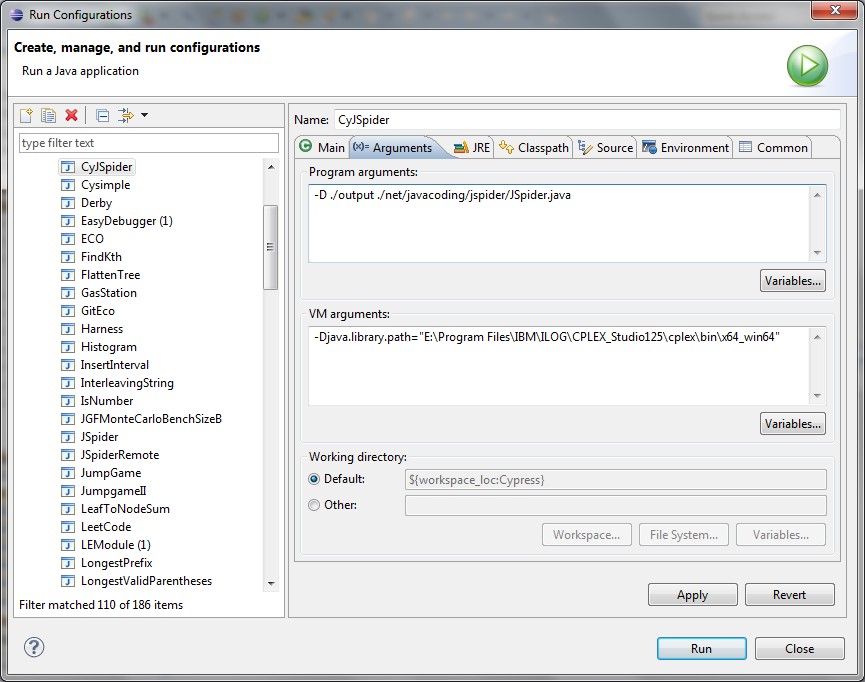 Run Configurations
Create, manage, and run configurations
Run a Java application
type filter text
CyJSpider
Cysimple
Derby
EasyDebugger (1)
ECO
FindKth
FlattenTree
GasStation
GitEco
Harness
Histogram
InsertInterval
InterleavingString
IsNumber
JGFMonteCarloBenchSizeB
JSpider
JSpiderRemote
JumpGame
JumpgameII
LeafToNodeSum
LeetCode
LEModule (1)
LongestPrefix
LongestValidParentheses
Filter matched 110 of 186 items
Name: CyJSpider
Main (x)= Arguments JRE Classpath Source Environment Common
Program arguments:
-D ./output ./net/javacoding/jspider/JSpider.java
Variables...
VM arguments:
-Djava.library.path="E:\Program Files\IBM\ILOG\CPLEX_Studio125\cplex\bin\x64_win64"
Variables...
Working directory:
Default: ${workspace_loc:Cypress}
Other:
Workspace... File System... Variables...
Apply Revert
Run Close